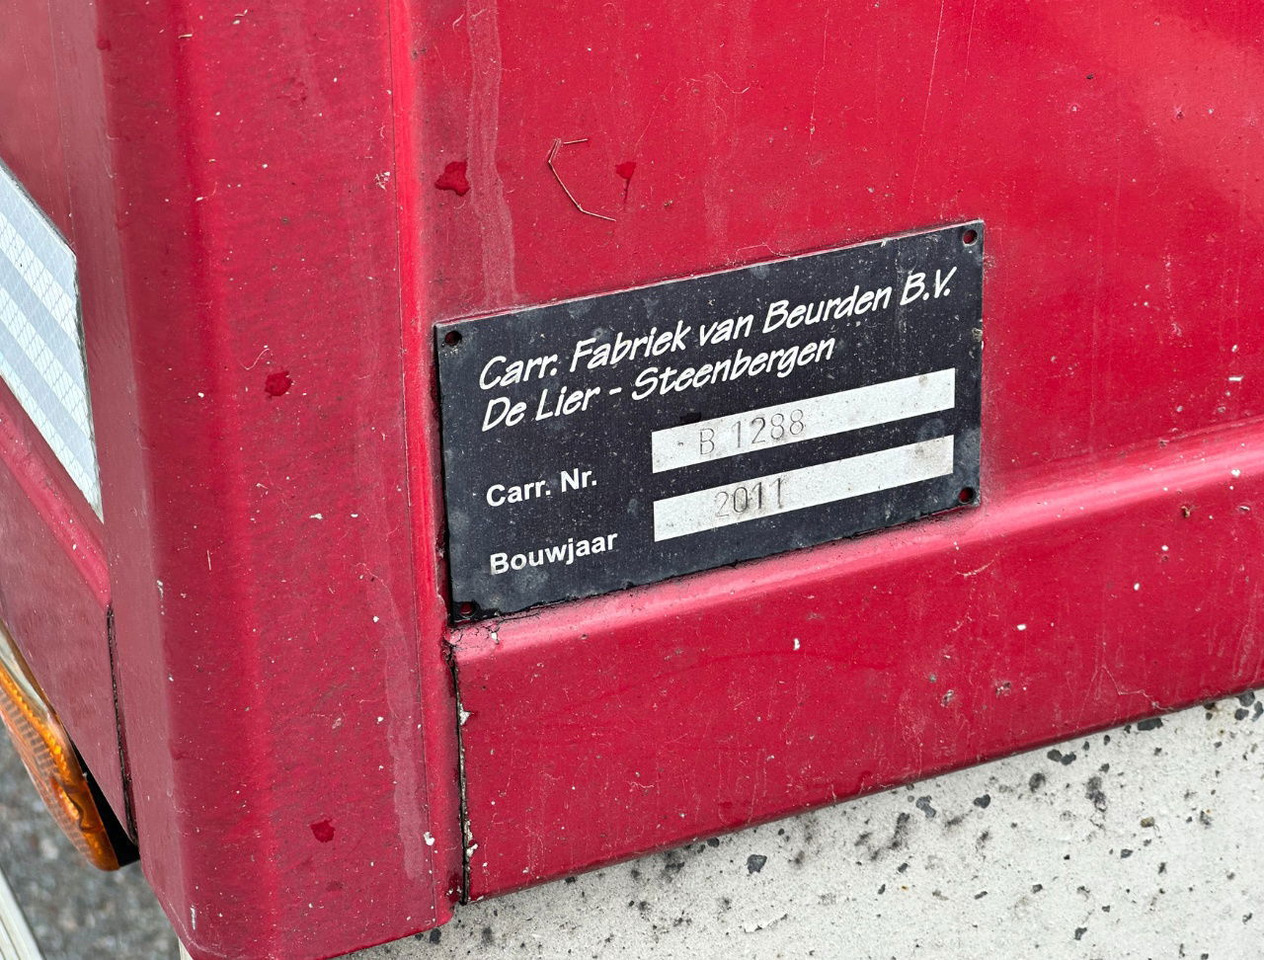 Carr. Fabriek van Beurden B.V.
De Lier - Steenbergen
Carr. Nr. B 1288
Bouwjaar 2011